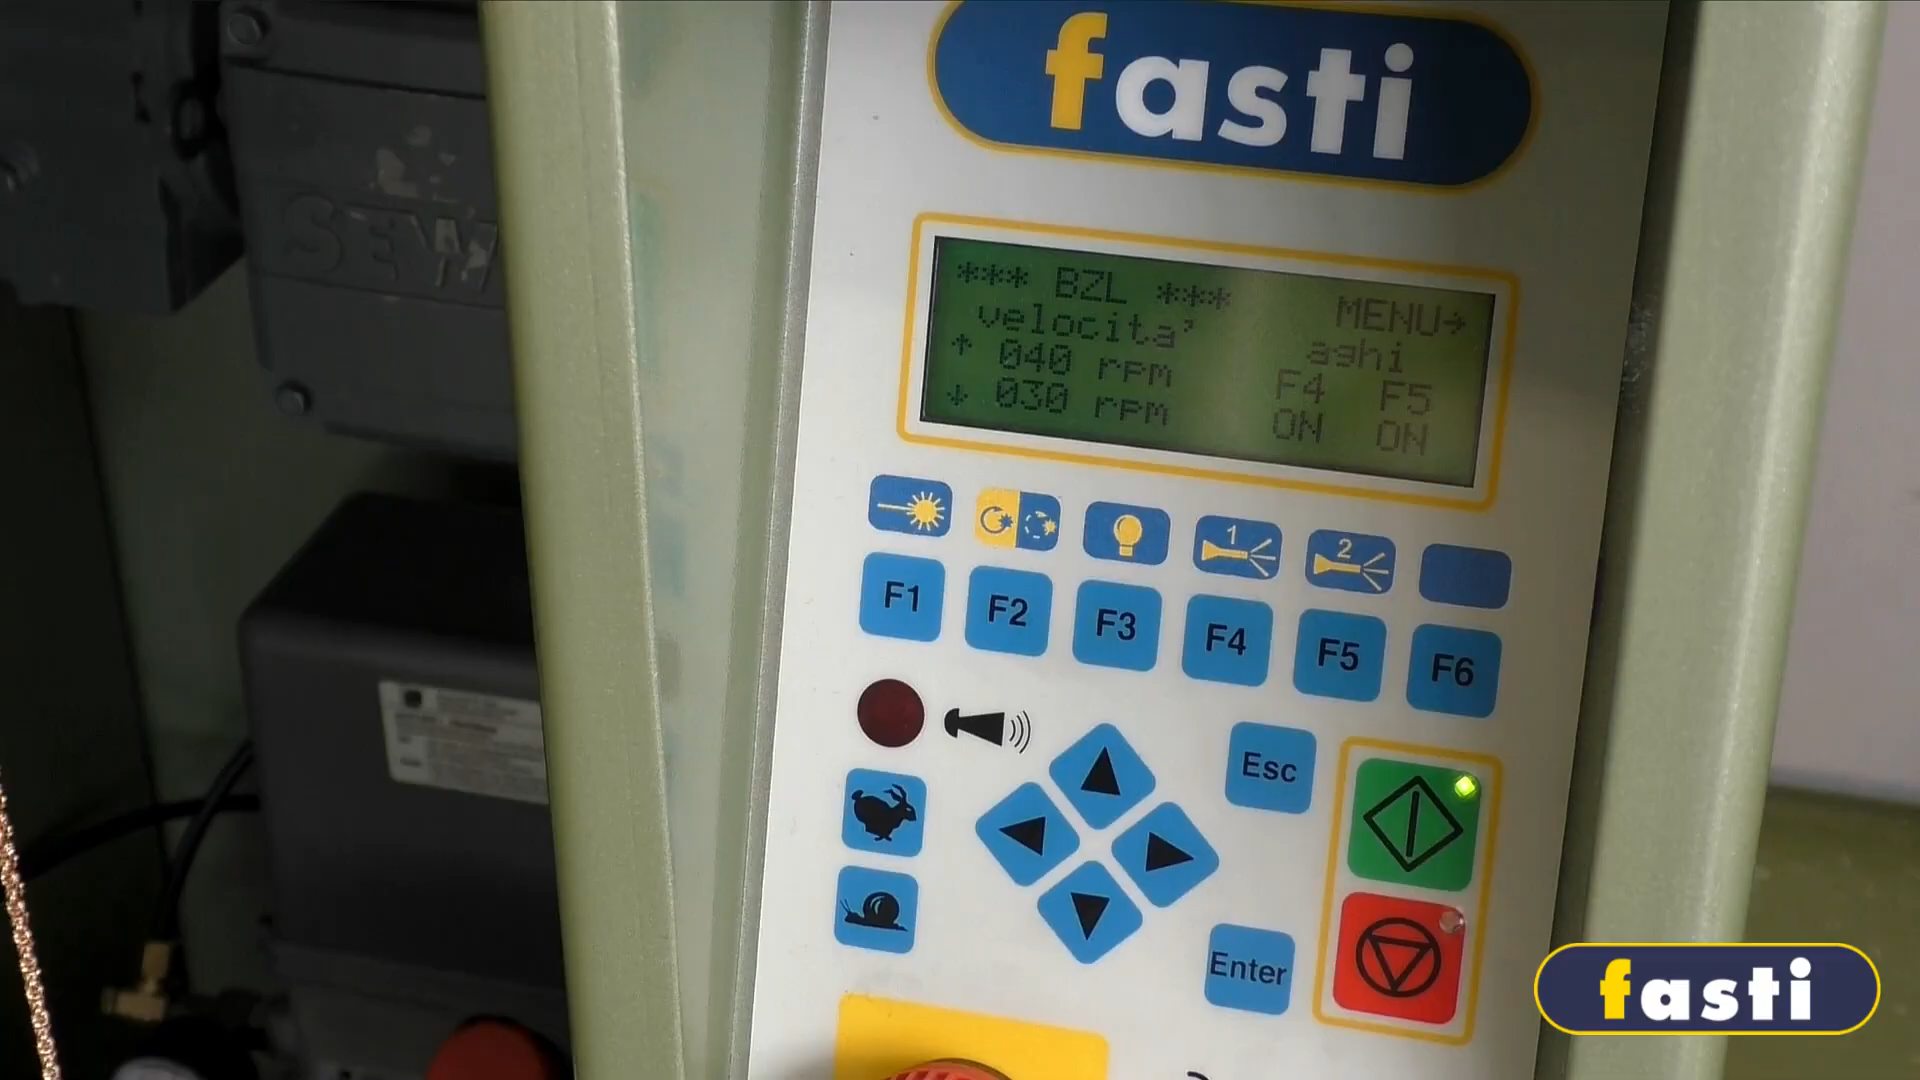 fasti
*** BZL *** MENU→
velocita' aghi
↑ 040 rpm F4 F5
↓ 030 rpm ON ON
1 2
F1 F2 F3 F4 F5 F6
Esc
Enter
SEW
fasti